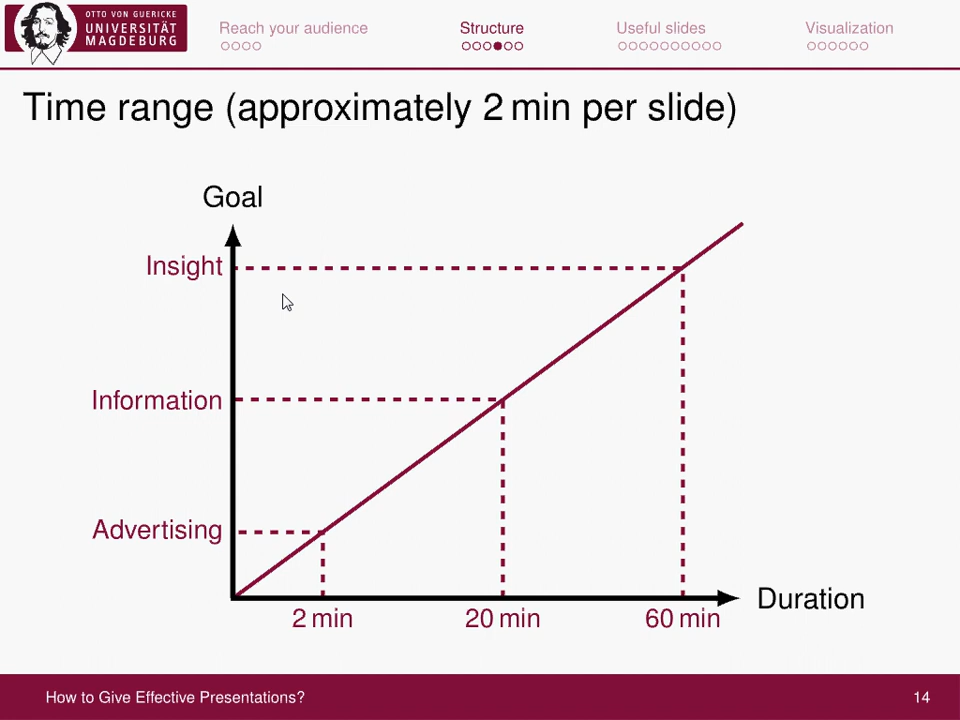 OTTO VON GUERICKE
UNIVERSITÄT
MAGDEBURG
Reach your audience
Structure
Useful slides
Visualization
Time range (approximately 2 min per slide)
Goal
Insight
Information
Advertising
2 min
20 min
60 min
Duration
How to Give Effective Presentations?
14